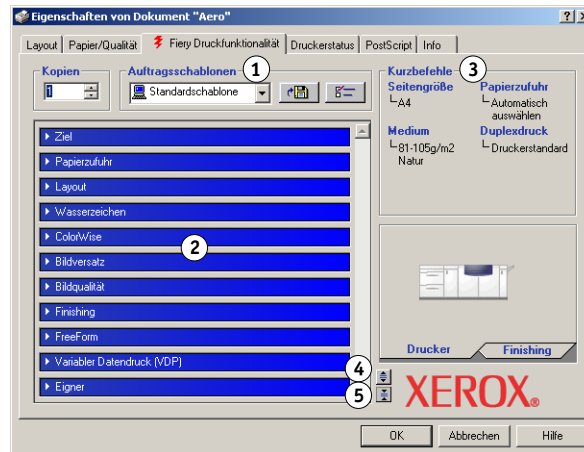 Eigenschaften von Dokument "Aero"
Layout Papier/Qualität Fiery Druckfunktionalität Druckerstatus PostScript Info
Kopien
1
Auftragsschablonen
1
Standardschablone
Kurzbefehle
3
Seitengröße
A4
Papierzufuhr
Automatisch
auswählen
Medium
81-105g/m2
Natur
Duplexdruck
Druckerstandard
Ziel
Papierzufuhr
Layout
Wasserzeichen
ColorWise
2
Bildversatz
Bildqualität
Finishing
FreeForm
Variabler Datendruck (VDP)
Eigner
Drucker Finishing
4
5
XEROX®
OK Abbrechen Hilfe